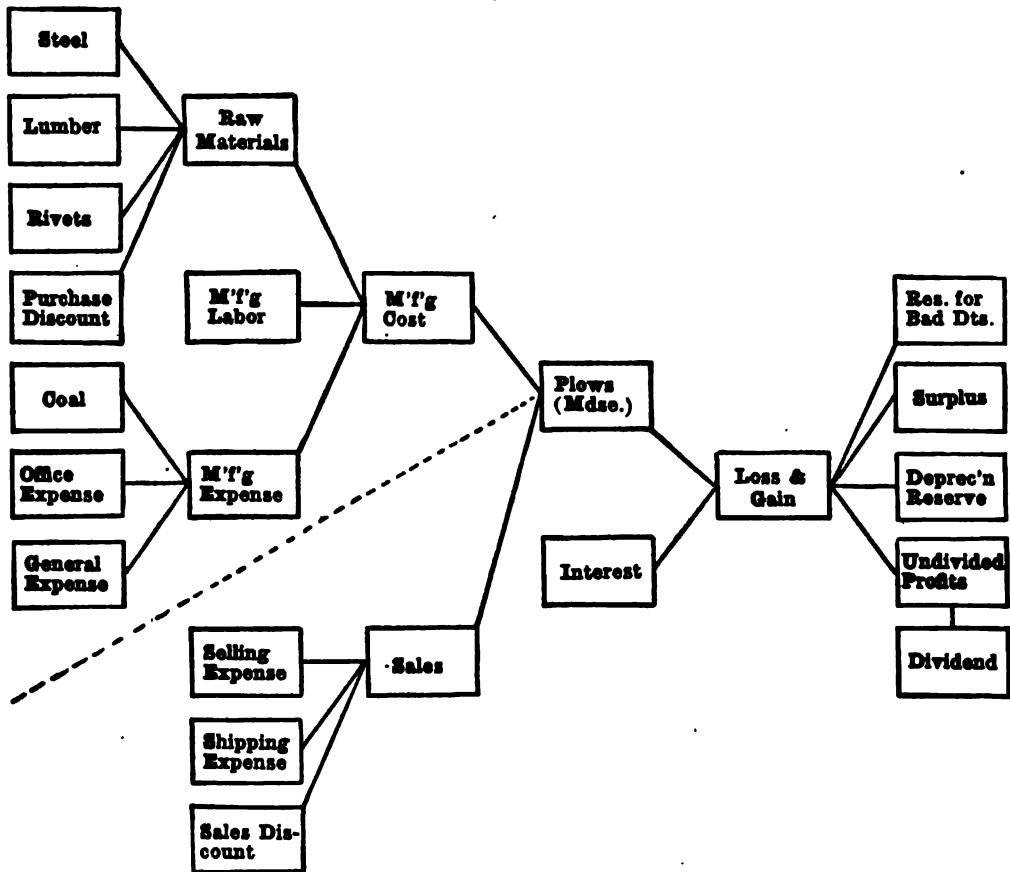 Steel
Lumber
Rivets
Purchase
Discount
Coal
Office
Expense
General
Expense
Raw
Materials
M'f'g
Labor
M'f'g
Expense
Selling
Expense
Shipping
Expense
Sales Dis-
count
M'f'g
Cost
Sales
Plows
(Mdse.)
Interest
Loss &
Gain
Res. for
Bad Dts.
Surplus
Deprec'n
Reserve
Undivided
Profits
Dividend